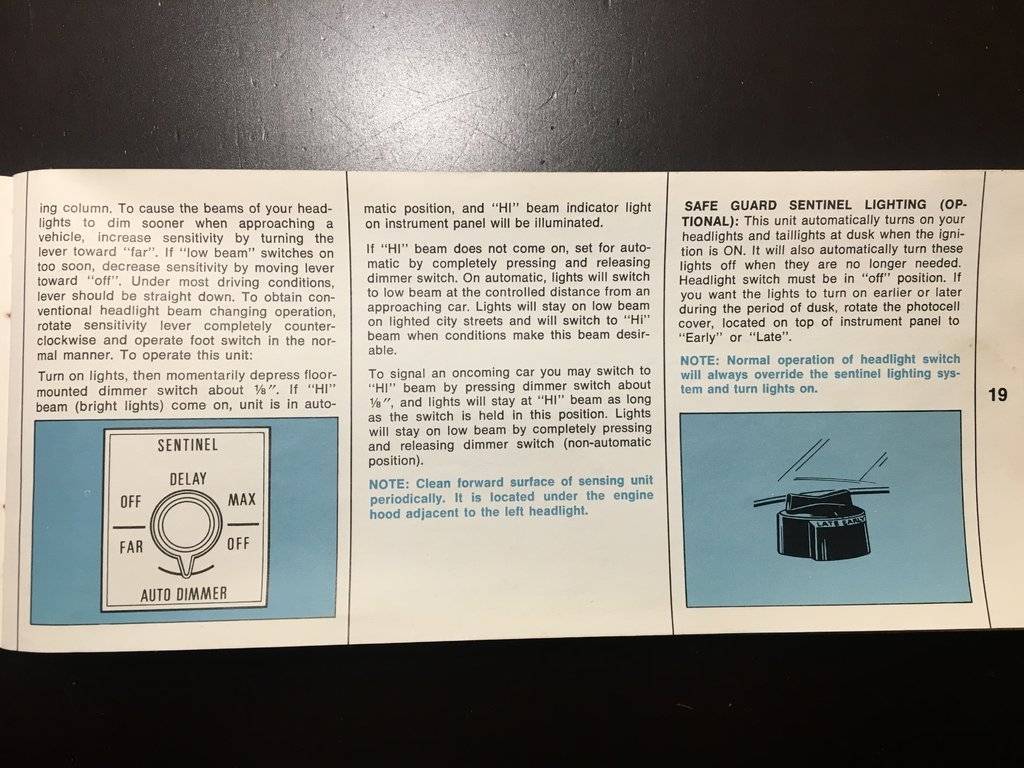 ing column. To cause the beams of your head-
lights to dim sooner when approaching a
vehicle, increase sensitivity by turning the
lever toward "far". If "low beam" switches on
too soon, decrease sensitivity by moving lever
toward "off". Under most driving conditions,
lever should be straight down. To obtain con-
ventional headlight beam changing operation,
rotate sensitivity lever completely counter-
clockwise and operate foot switch in the nor-
mal manner. To operate this unit:
Turn on lights, then momentarily depress floor-
mounted dimmer switch about ⅛". If "HI"
beam (bright lights) come on, unit is in auto-
SENTINEL
DELAY
OFF MAX
FAR OFF
AUTO DIMMER
matic position, and "HI" beam indicator light
on instrument panel will be illuminated.
If "HI" beam does not come on, set for auto-
matic by completely pressing and releasing
dimmer switch. On automatic, lights will switch
to low beam at the controlled distance from an
approaching car. Lights will stay on low beam
on lighted city streets and will switch to "Hi"
beam when conditions make this beam desir-
able.
To signal an oncoming car you may switch to
"HI" beam by pressing dimmer switch about
⅛", and lights will stay at "HI" beam as long
as the switch is held in this position. Lights
will stay on low beam by completely pressing
and releasing dimmer switch (non-automatic
position).
NOTE: Clean forward surface of sensing unit
periodically. It is located under the engine
hood adjacent to the left headlight.
SAFE GUARD SENTINEL LIGHTING (OP-
TIONAL): This unit automatically turns on your
headlights and taillights at dusk when the igni-
tion is ON. It will also automatically turn these
lights off when they are no longer needed.
Headlight switch must be in "off" position. If
you want the lights to turn on earlier or later
during the period of dusk, rotate the photocell
cover, located on top of instrument panel to
"Early" or "Late".
NOTE: Normal operation of headlight switch
will always override the sentinel lighting sys-
tem and turn lights on.
LATE EARLY
19